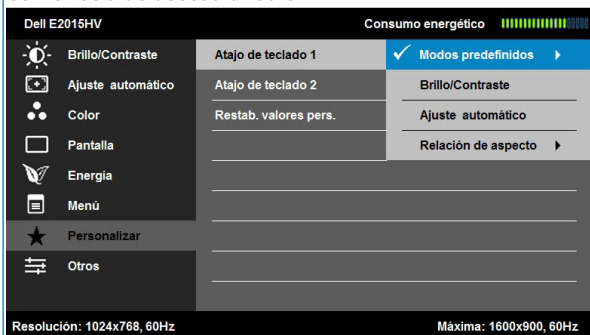 Dell E2015HV
Consumo energético
Brillo/Contraste
Atajo de teclado 1
Modos predefinidos
Ajuste automático
Atajo de teclado 2
Brillo/Contraste
Color
Restab. valores pers.
Ajuste automático
Pantalla
Relación de aspecto
Energía
Menú
Personalizar
Otros
Resolución: 1024x768, 60Hz
Máxima: 1600x900, 60Hz